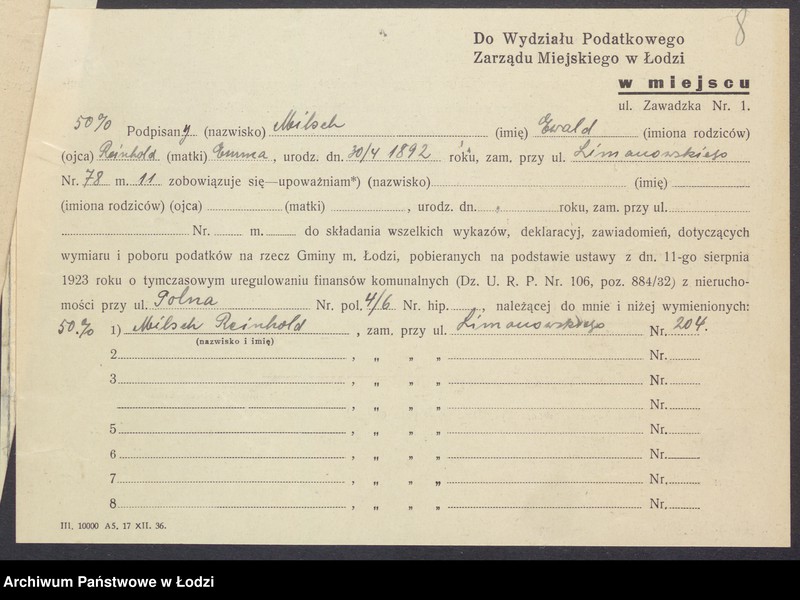 8
Do Wydziału Podatkowego
Zarządu Miejskiego w Łodzi
w miejscu
ul. Zawadzka Nr. 1.
50% Podpisany (nazwisko) Milsch (imię) Ewald (imiona rodziców)
(ojca) Reinhold (matki) Emma, urodz. dn. 30/4 1892 roku, zam. przy ul. Limanowskiego
Nr. 78 m. 11 zobowiązuje się—upoważniam*) (nazwisko) (imię)
(imiona rodziców) (ojca) (matki) , urodz. dn. roku, zam. przy ul.
Nr. m. do składania wszelkich wykazów, deklaracyj, zawiadomień, dotyczących
wymiaru i poboru podatków na rzecz Gminy m. Łodzi, pobieranych na podstawie ustawy z dn. 11-go sierpnia
1923 roku o tymczasowym uregulowaniu finansów komunalnych (Dz. U. R. P. Nr. 106, poz. 884/32) z nierucho-
mości przy ul. Polna Nr. pol. 4/6 Nr. hip. , należącej do mnie i niżej wymienionych:
50% 1) Milsch Reinhold , zam. przy ul. Limanowskiego Nr. 204.
(nazwisko i imię)
2 , „ „ „ Nr.
3 , „ „ „ Nr.
, „ „ „ Nr.
5 , „ „ „ Nr.
6 , „ „ „ Nr.
7 , „ „ „ Nr.
8 , „ „ „ Nr.
III. 10000 A5. 17 XII. 36.
Archiwum Państwowe w Łodzi